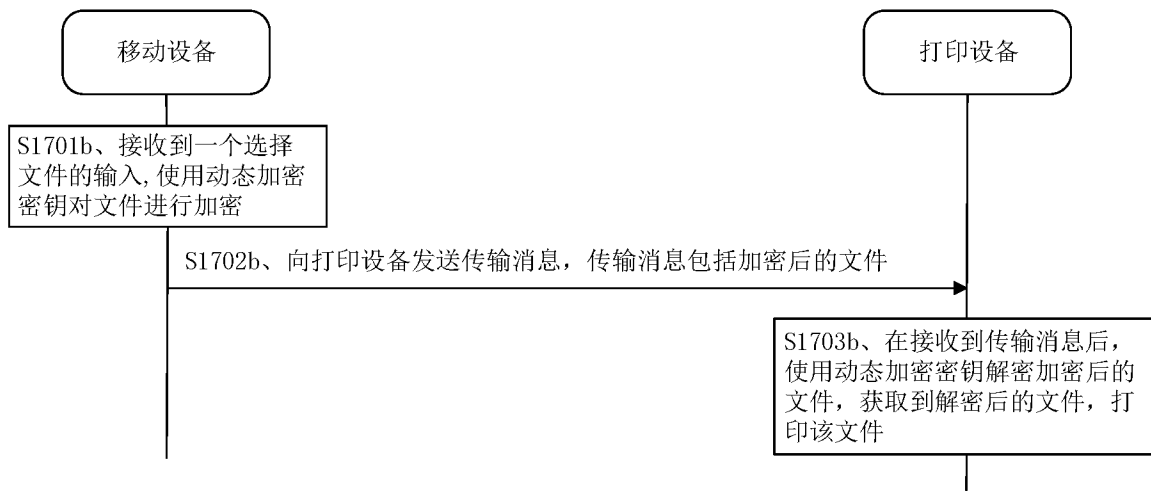 移动设备
打印设备
S1701b、接收到一个选择
文件的输入,使用动态加密
密钥对文件进行加密
S1702b、向打印设备发送传输消息，传输消息包括加密后的文件
S1703b、在接收到传输消息后，
使用动态加密密钥解密加密后的
文件，获取到解密后的文件，打
印该文件